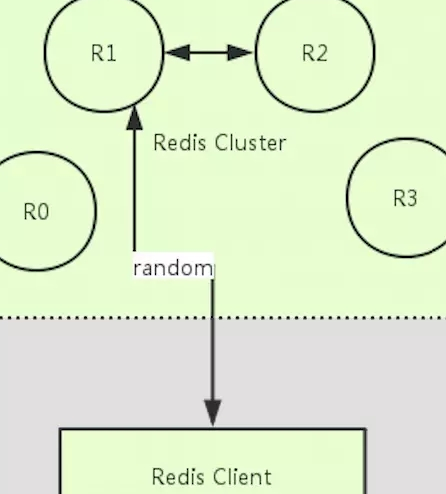 R1
R2
Redis Cluster
R0
R3
random
Redis Client